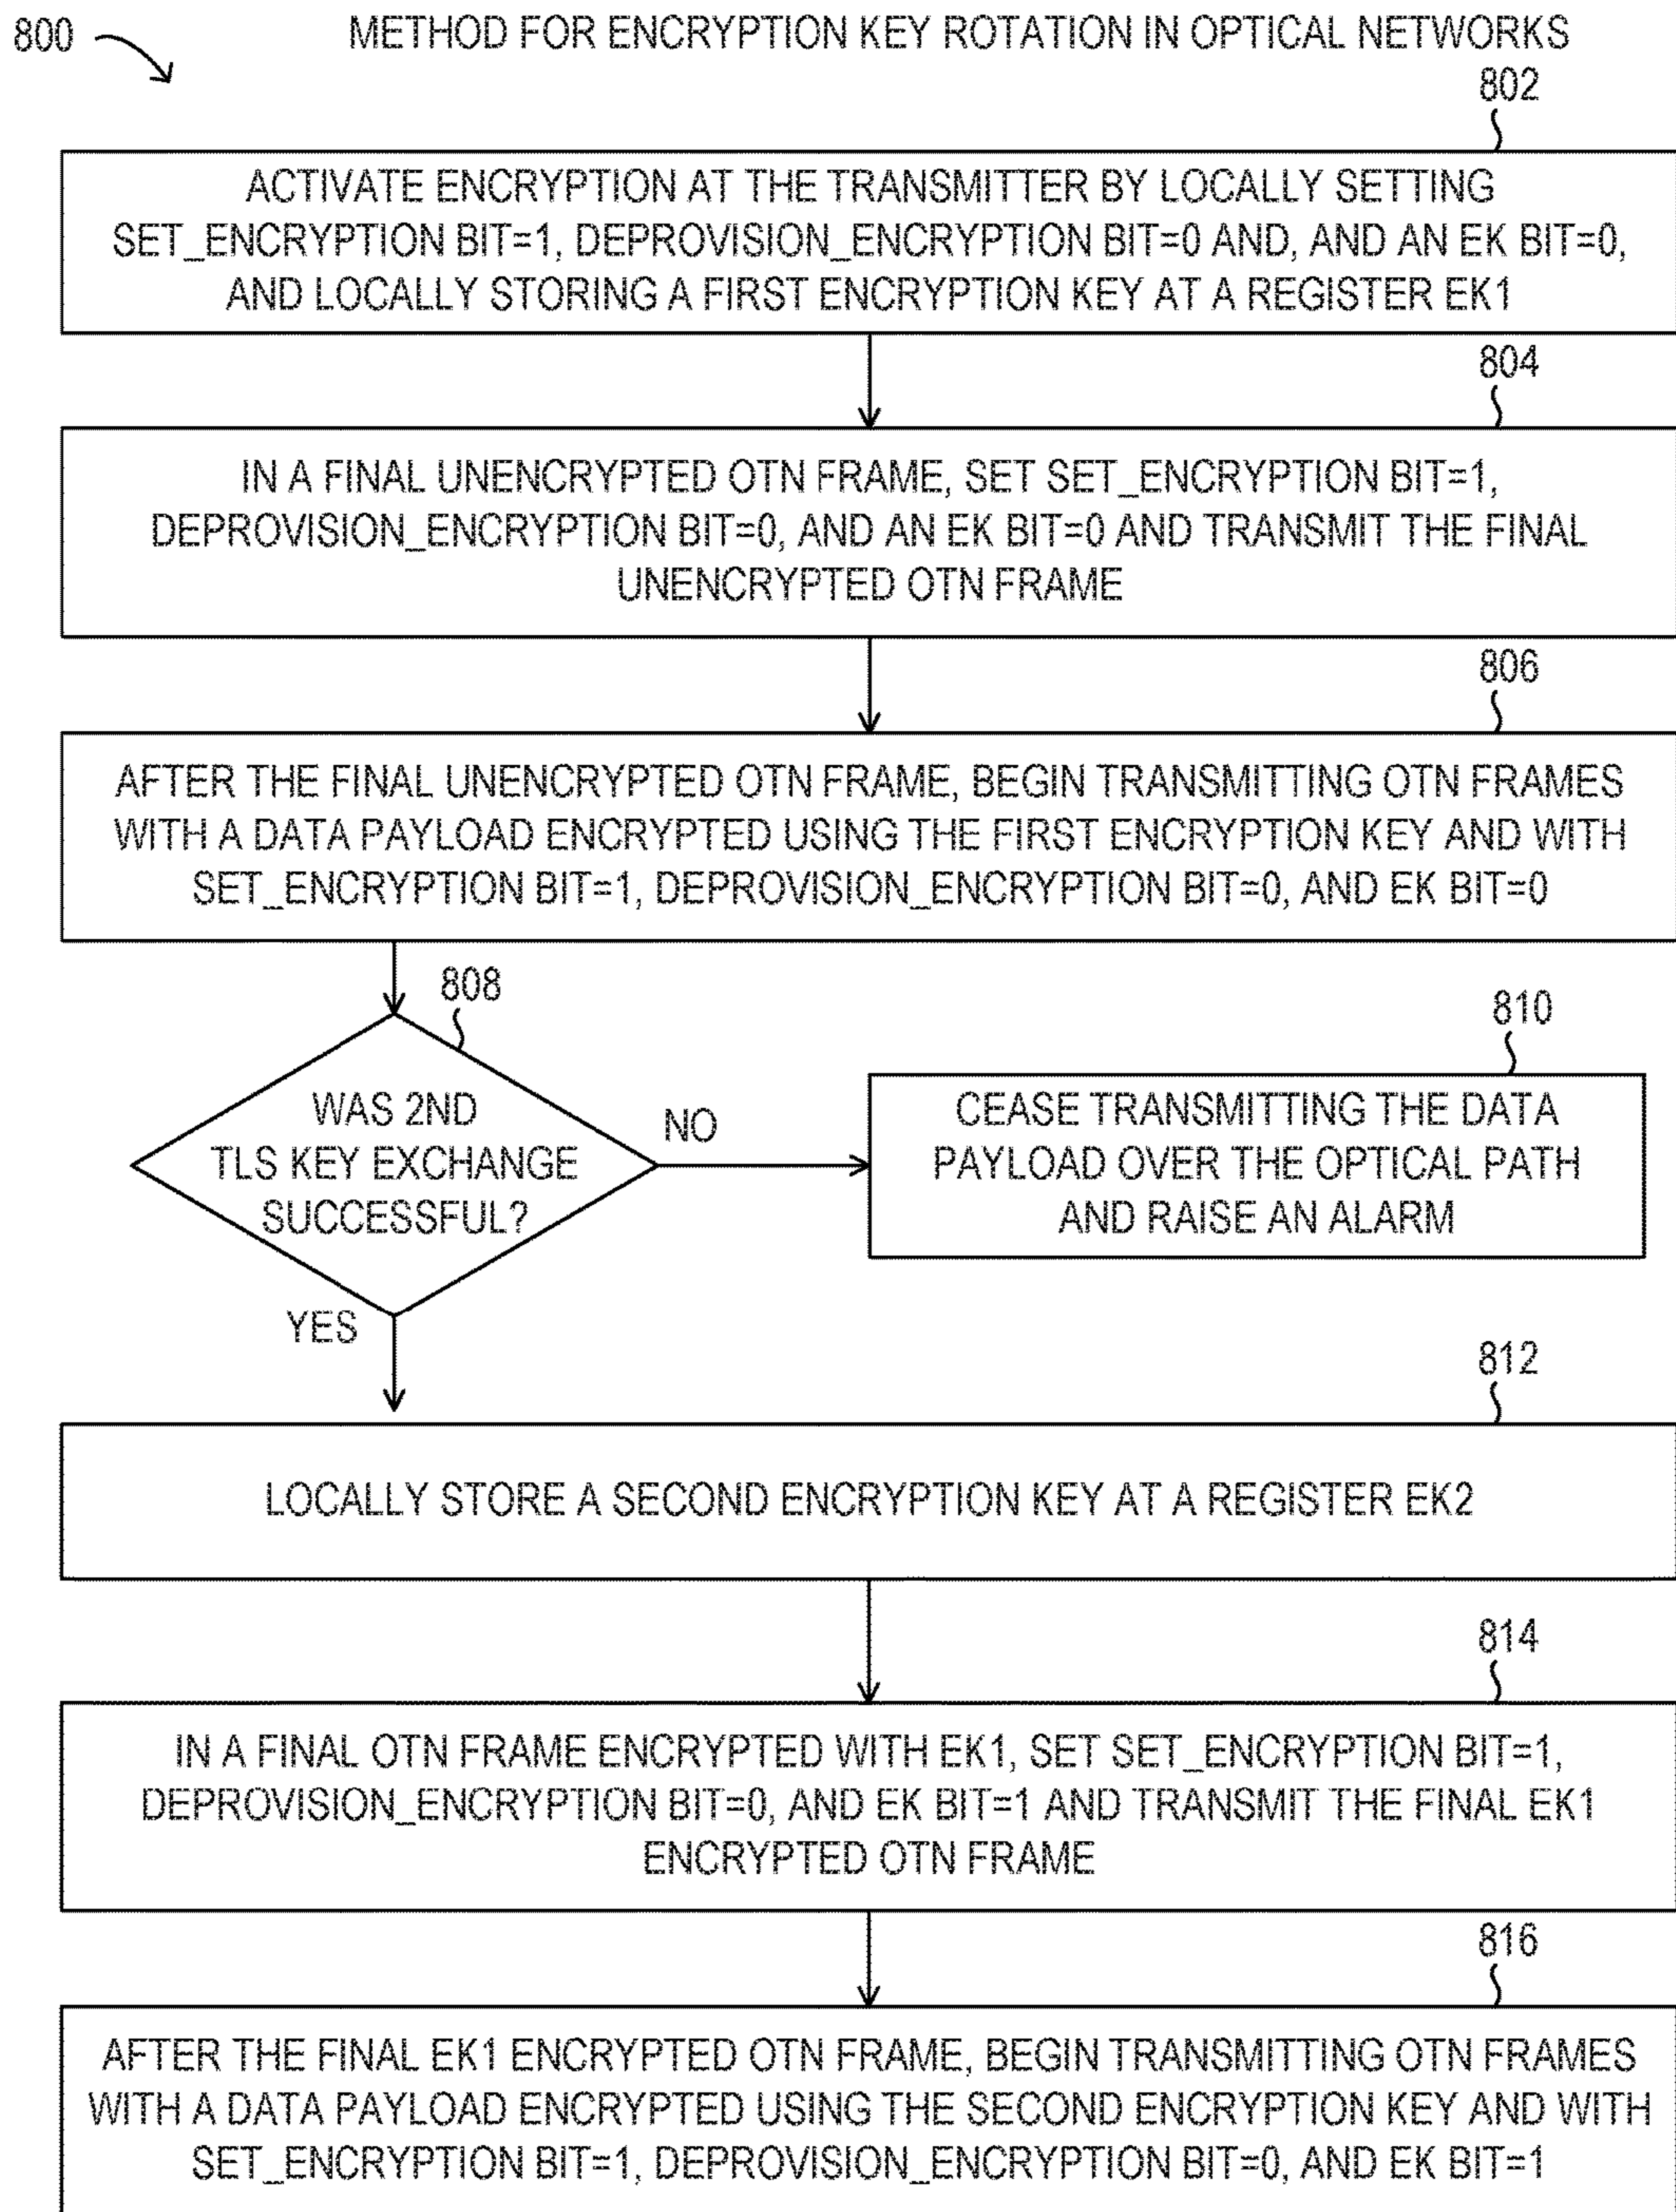 800
METHOD FOR ENCRYPTION KEY ROTATION IN OPTICAL NETWORKS
802
ACTIVATE ENCRYPTION AT THE TRANSMITTER BY LOCALLY SETTING
SET_ENCRYPTION BIT=1, DEPROVISION_ENCRYPTION BIT=0 AND, AND AN EK BIT=0,
AND LOCALLY STORING A FIRST ENCRYPTION KEY AT A REGISTER EK1
804
IN A FINAL UNENCRYPTED OTN FRAME, SET SET_ENCRYPTION BIT=1,
DEPROVISION_ENCRYPTION BIT=0, AND AN EK BIT=0 AND TRANSMIT THE FINAL
UNENCRYPTED OTN FRAME
806
AFTER THE FINAL UNENCRYPTED OTN FRAME, BEGIN TRANSMITTING OTN FRAMES
WITH A DATA PAYLOAD ENCRYPTED USING THE FIRST ENCRYPTION KEY AND WITH
SET_ENCRYPTION BIT=1, DEPROVISION_ENCRYPTION BIT=0, AND EK BIT=0
808
WAS 2ND
TLS KEY EXCHANGE
SUCCESSFUL?
NO
810
CEASE TRANSMITTING THE DATA
PAYLOAD OVER THE OPTICAL PATH
AND RAISE AN ALARM
YES
812
LOCALLY STORE A SECOND ENCRYPTION KEY AT A REGISTER EK2
814
IN A FINAL OTN FRAME ENCRYPTED WITH EK1, SET SET_ENCRYPTION BIT=1,
DEPROVISION_ENCRYPTION BIT=0, AND EK BIT=1 AND TRANSMIT THE FINAL EK1
ENCRYPTED OTN FRAME
816
AFTER THE FINAL EK1 ENCRYPTED OTN FRAME, BEGIN TRANSMITTING OTN FRAMES
WITH A DATA PAYLOAD ENCRYPTED USING THE SECOND ENCRYPTION KEY AND WITH
SET_ENCRYPTION BIT=1, DEPROVISION_ENCRYPTION BIT=0, AND EK BIT=1